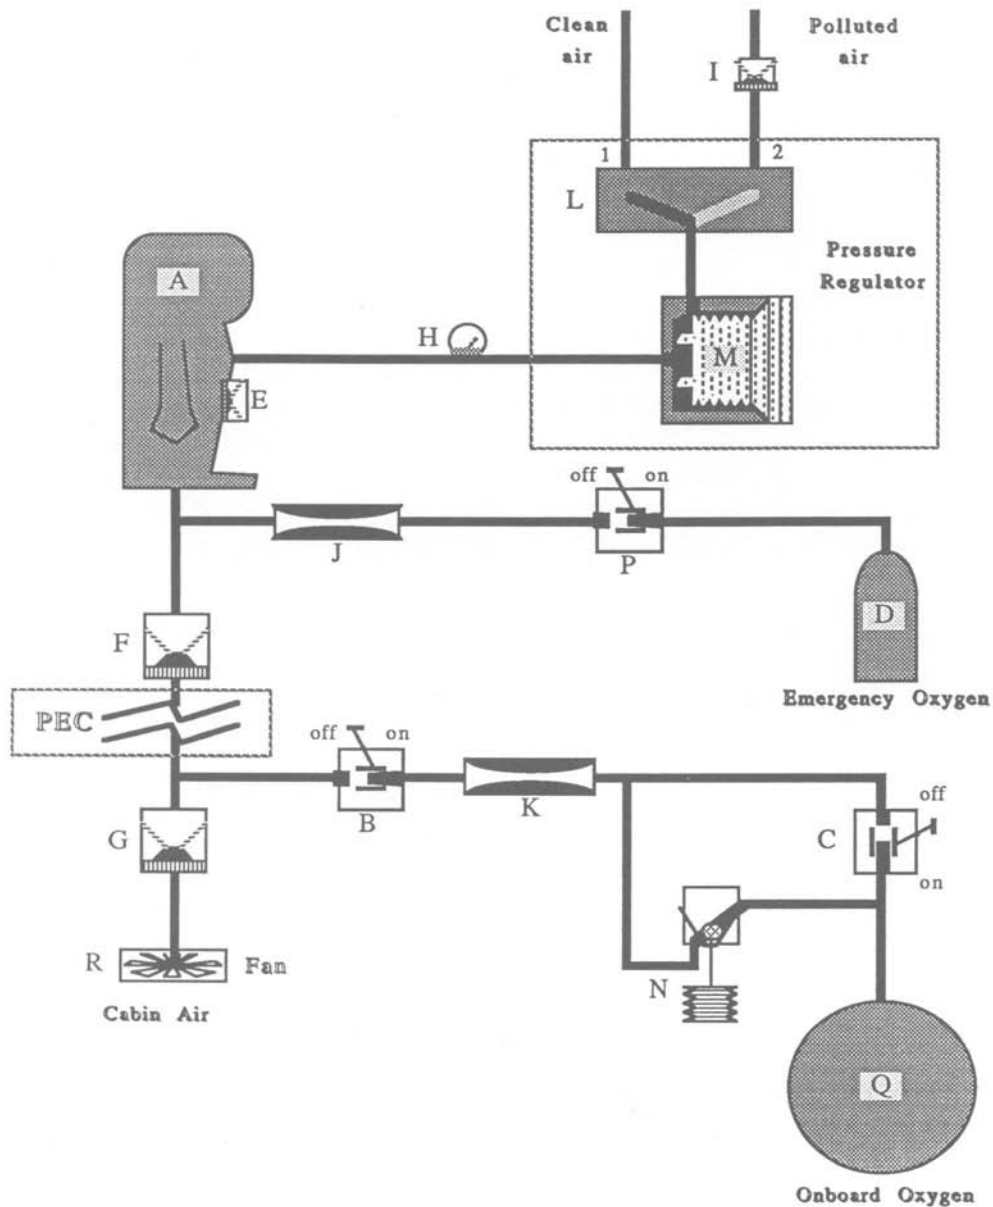 Clean air
Polluted air
I
1
2
L
Pressure Regulator
A
H
M
E
off
on
J
P
D
F
Emergency Oxygen
PEC
off
on
off
B
K
C
G
on
R
Fan
N
Cabin Air
Q
Onboard Oxygen